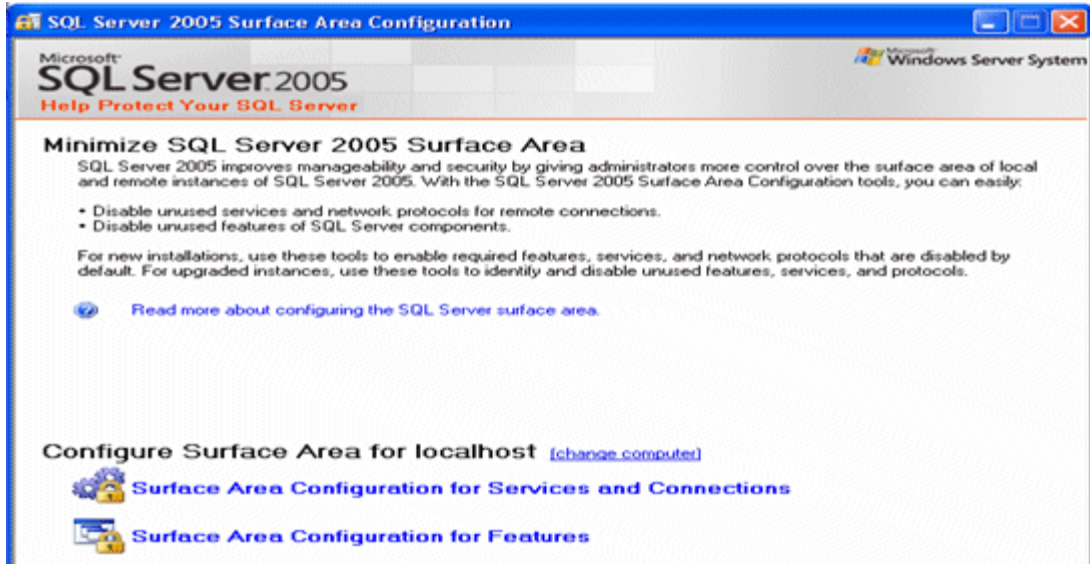 SQL Server 2005 Surface Area Configuration
Microsoft
SQL Server 2005
Microsoft
Windows Server System
Help Protect Your SQL Server
Minimize SQL Server 2005 Surface Area
SQL Server 2005 improves manageability and security by giving administrators more control over the surface area of local
and remote instances of SQL Server 2005. With the SQL Server 2005 Surface Area Configuration tools, you can easily:
• Disable unused services and network protocols for remote connections.
• Disable unused features of SQL Server components.
For new installations, use these tools to enable required features, services, and network protocols that are disabled by
default. For upgraded instances, use these tools to identify and disable unused features, services, and protocols.
Read more about configuring the SQL Server surface area.
Configure Surface Area for localhost (change computer)
Surface Area Configuration for Services and Connections
Surface Area Configuration for Features